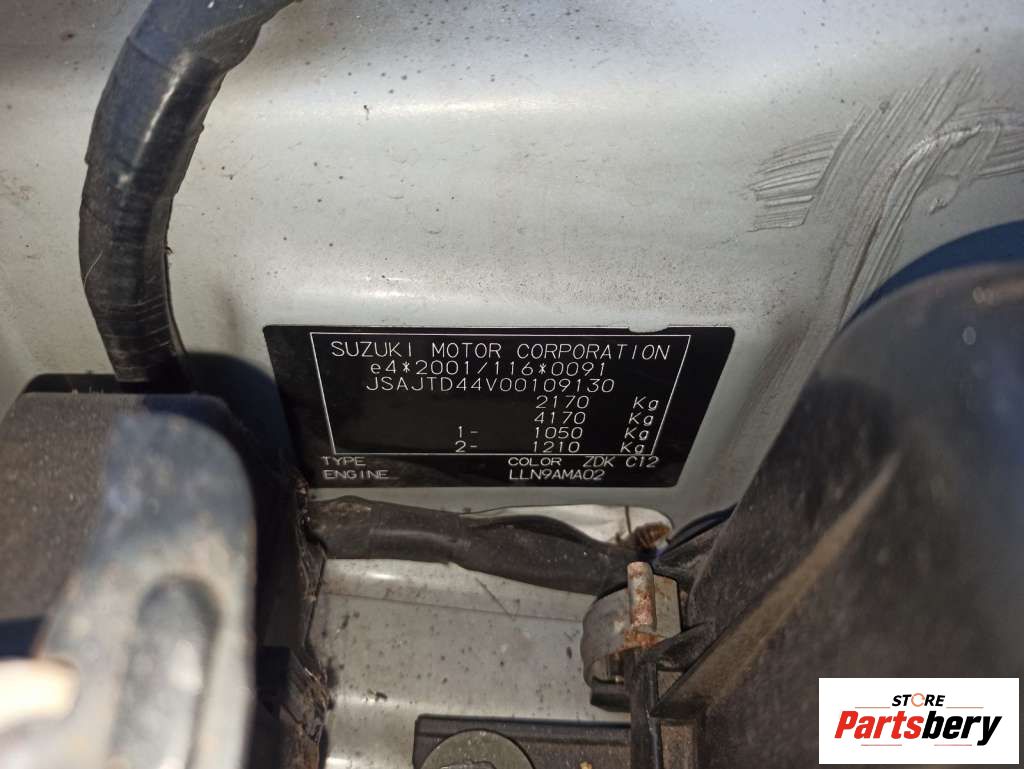 SUZUKI MOTOR CORPORATION
e4*2001/116*0091
JSAJTD44V00109130
2170 Kg
4170 Kg
1- 1050 Kg
2- 1210 Kg
TYPE COLOR ZDK C12
ENGINE LLN9AMA02
STORE
Partsbery